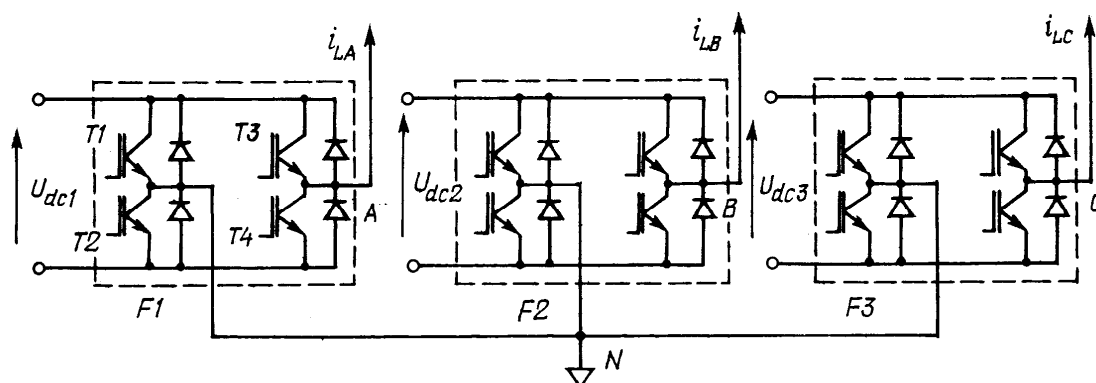 i_LA
i_LB
i_LC
T1
T3
U_dc1
U_dc2
U_dc3
A
B
C
T2
T4
F1
F2
F3
N